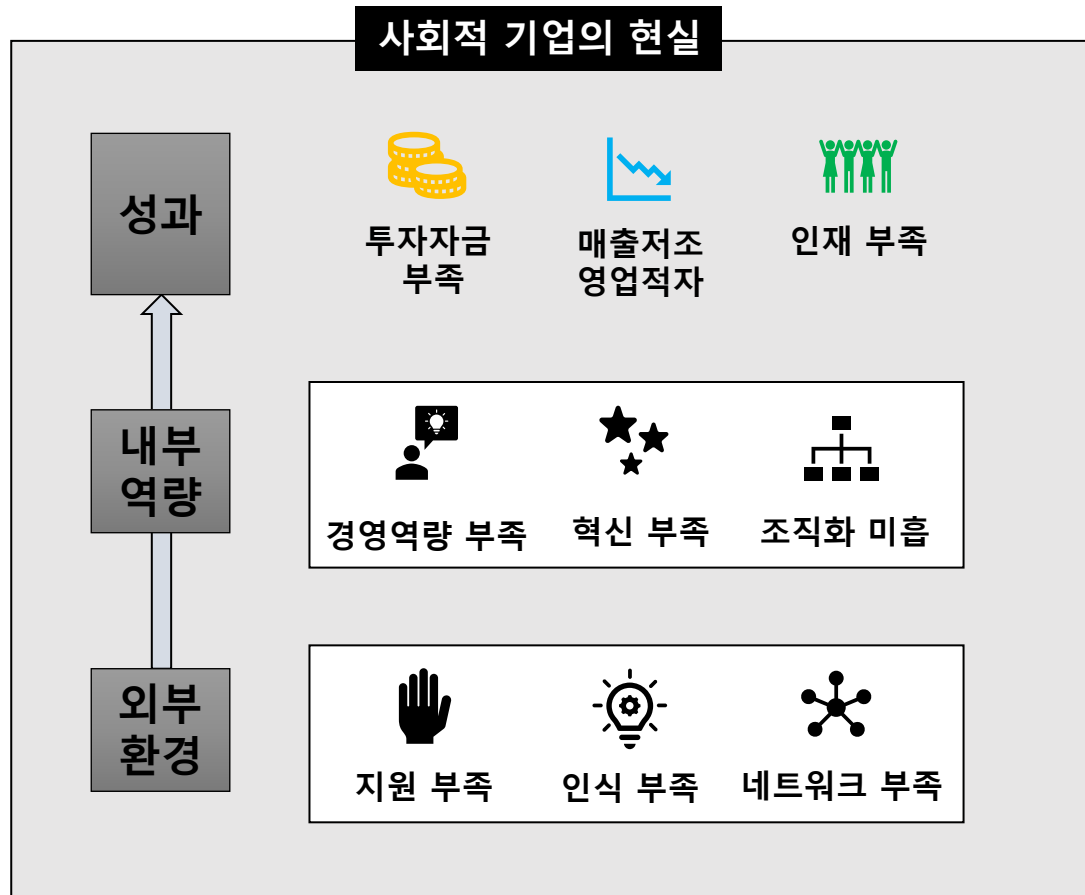 사회적 기업의 현실
성과
투자자금
부족
매출저조
영업적자
인재 부족
내부
역량
경영역량 부족
혁신 부족
조직화 미흡
외부
환경
지원 부족
인식 부족
네트워크 부족